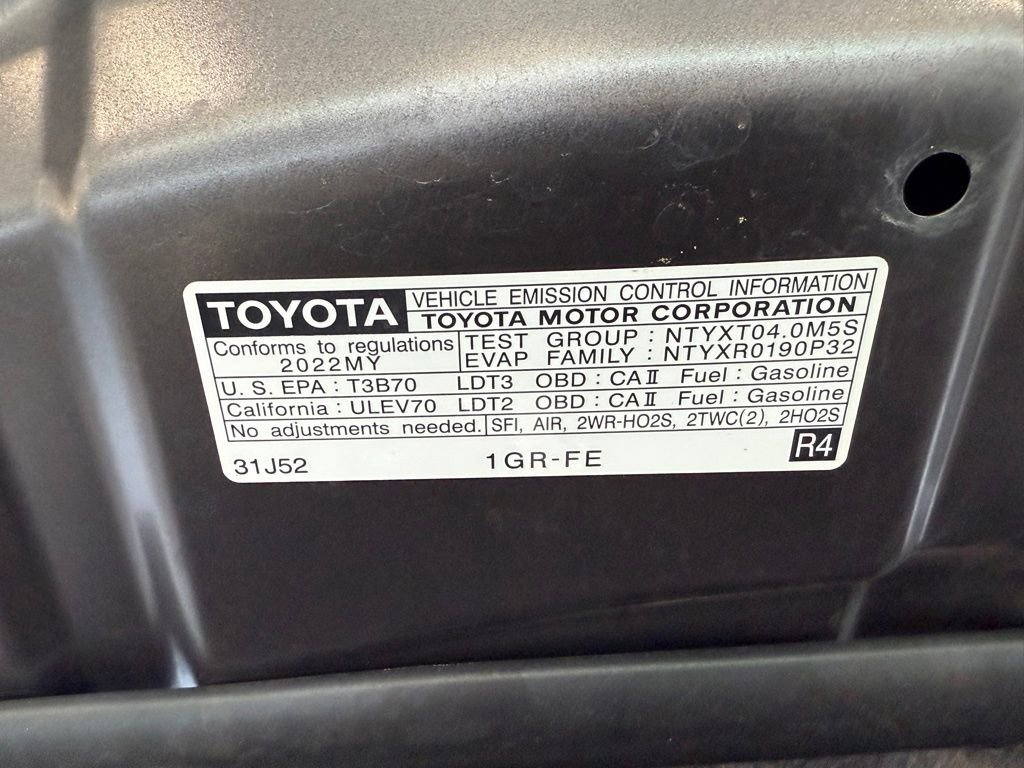 TOYOTA VEHICLE EMISSION CONTROL INFORMATION
TOYOTA MOTOR CORPORATION
Conforms to regulations
2022MY
TEST GROUP : NTYXT04.0M5S
EVAP FAMILY : NTYXR0190P32
U.S. EPA : T3B70 LDT3 OBD : CAⅡ Fuel : Gasoline
California : ULEV70 LDT2 OBD : CAⅡ Fuel : Gasoline
No adjustments needed. SFI, AIR, 2WR-HO2S, 2TWC(2), 2HO2S
31J52 1GR-FE R4